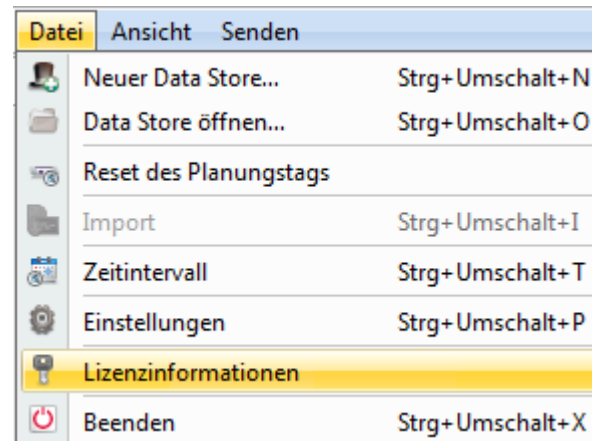 Datei Ansicht Senden
Neuer Data Store... Strg+Umschalt+N
Data Store öffnen... Strg+Umschalt+O
Reset des Planungstags
Import Strg+Umschalt+I
Zeitintervall Strg+Umschalt+T
Einstellungen Strg+Umschalt+P
Lizenzinformationen
Beenden Strg+Umschalt+X